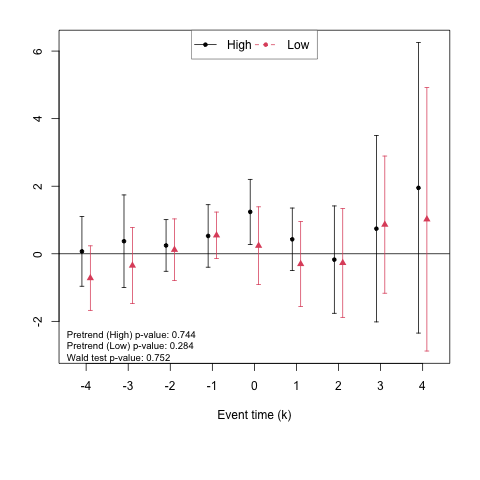 High Low
6
4
2
0
-2
Pretrend (High) p-value: 0.744
Pretrend (Low) p-value: 0.284
Wald test p-value: 0.752
-4 -3 -2 -1 0 1 2 3 4
Event time (k)